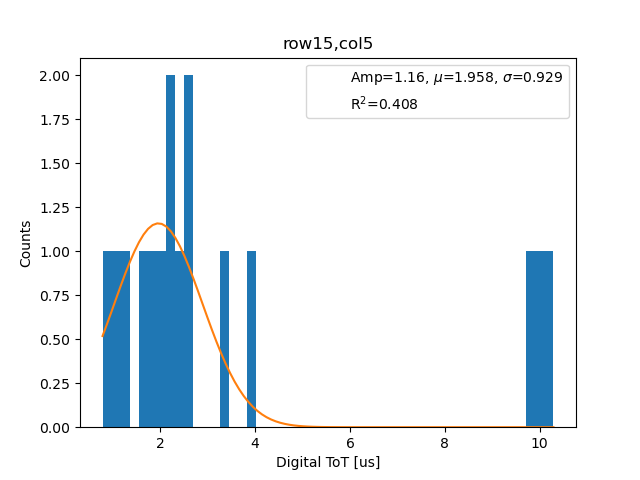 row15,col5
Amp=1.16, μ=1.958, σ=0.929
R²=0.408
Counts
2.00
1.75
1.50
1.25
1.00
0.75
0.50
0.25
0.00
2 4 6 8 10
Digital ToT [us]